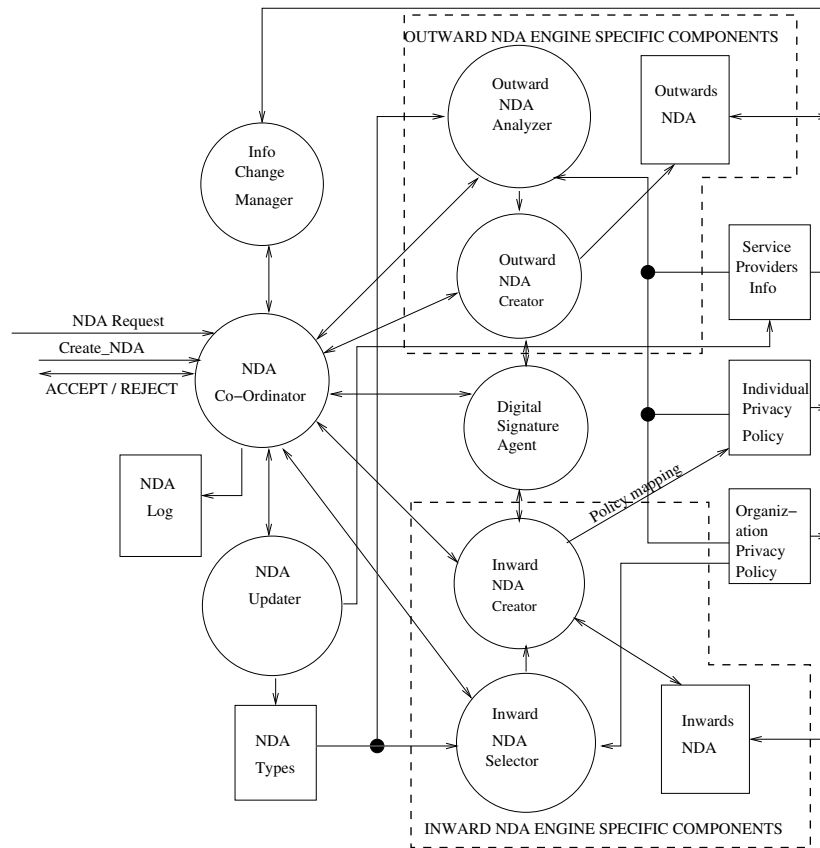 OUTWARD NDA ENGINE SPECIFIC COMPONENTS
Outward
NDA
Analyzer
Outwards
NDA
Info
Change
Manager
Outward
NDA
Creator
Service
Providers
Info
NDA Request
Create_NDA
ACCEPT / REJECT
NDA
Co-Ordinator
Digital
Signature
Agent
Individual
Privacy
Policy
NDA
Log
Policy mapping
Organiz-
ation
Privacy
Policy
NDA
Updater
Inward
NDA
Creator
NDA
Types
Inward
NDA
Selector
Inwards
NDA
INWARD NDA ENGINE SPECIFIC COMPONENTS